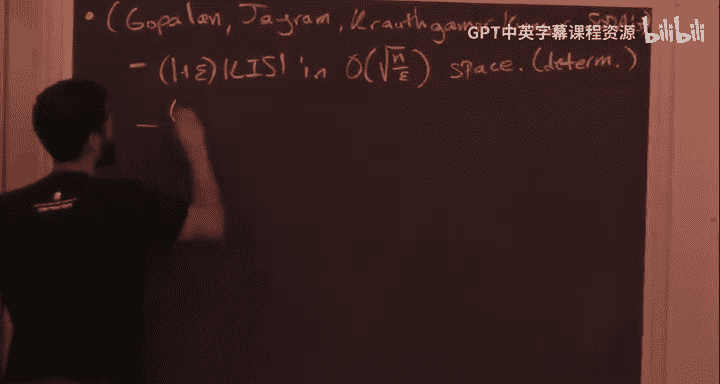 • (Gopalan, Jayram, Krauthgamer, Kumar
GPT中英字幕课程资源 bilibili
- (1+ε) |LIS| in O(√(n/ε)) space. (determ.)
- (